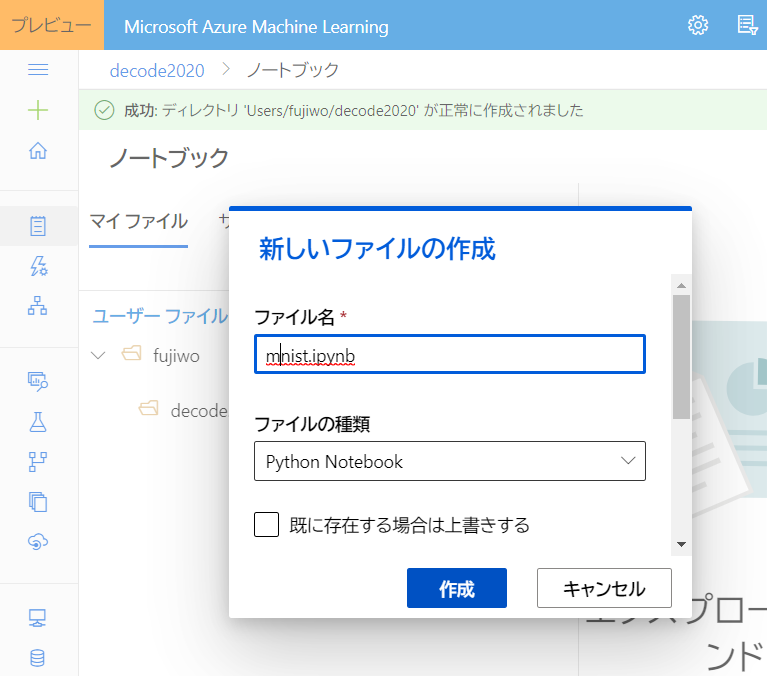 プレビュー
Microsoft Azure Machine Learning
decode2020 > ノートブック
成功: ディレクトリ 'Users/fujiwo/decode2020' が正常に作成されました
ノートブック
マイ ファイル
新しいファイルの作成
ファイル名 *
mnist.ipynb
ユーザー ファイル
fujiwo
decode
ファイルの種類
Python Notebook
既に存在する場合は上書きする
作成
キャンセル
エクスプロー
ンド